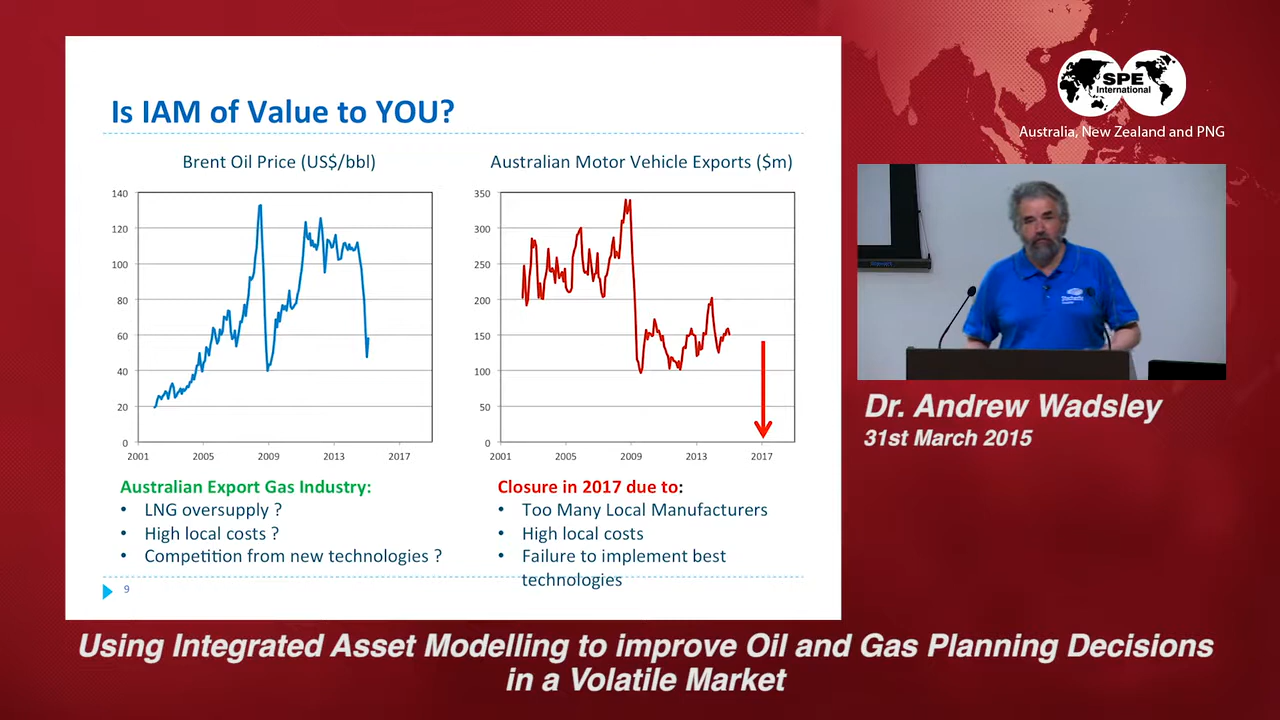 Is IAM of Value to YOU?
Brent Oil Price (US$/bbl)
140
120
100
80
60
40
20
0
2001
2005
2009
2013
2017
Australian Motor Vehicle Exports ($m)
350
300
250
200
150
100
50
0
2001
2005
2009
2013
2017
Australian Export Gas Industry:
• LNG oversupply ?
• High local costs ?
• Competition from new technologies ?
Closure in 2017 due to:
• Too Many Local Manufacturers
• High local costs
• Failure to implement best
technologies
9
SPE
International
Australia, New Zealand and PNG
Dr. Andrew Wadsley
31st March 2015
Using Integrated Asset Modelling to improve Oil and Gas Planning Decisions
in a Volatile Market